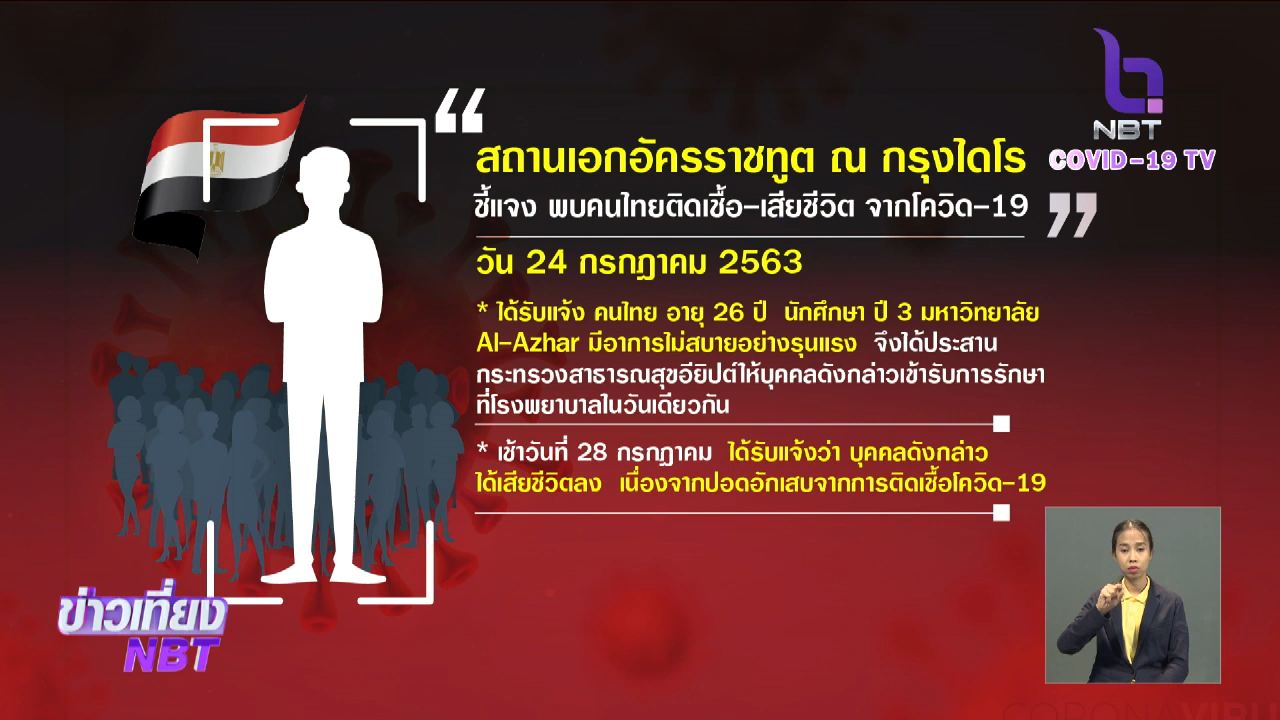 สถานเอกอัครราชทูต ณ กรุงไดโร
ชี้แจง พบคนไทยติดเชื้อ-เสียชีวิต จากโควิด-19
วัน 24 กรกฎาคม 2563
* ได้รับแจ้ง คนไทย อายุ 26 ปี นักศึกษา ปี 3 มหาวิทยาลัย
Al-Azhar มีอาการไม่สบายอย่างรุนแรง จึงได้ประสาน
กระทรวงสาธารณสุขอียิปต์ให้บุคคลดังกล่าวเข้ารับการรักษา
ที่โรงพยาบาลในวันเดียวกัน
* เช้าวันที่ 28 กรกฎาคม ได้รับแจ้งว่า บุคคลดังกล่าว
ได้เสียชีวิตลง เนื่องจากปอดอักเสบจากการติดเชื้อโควิด-19
NBT
COVID-19 TV
ข่าวเที่ยง
NBT
CORONAVIRU